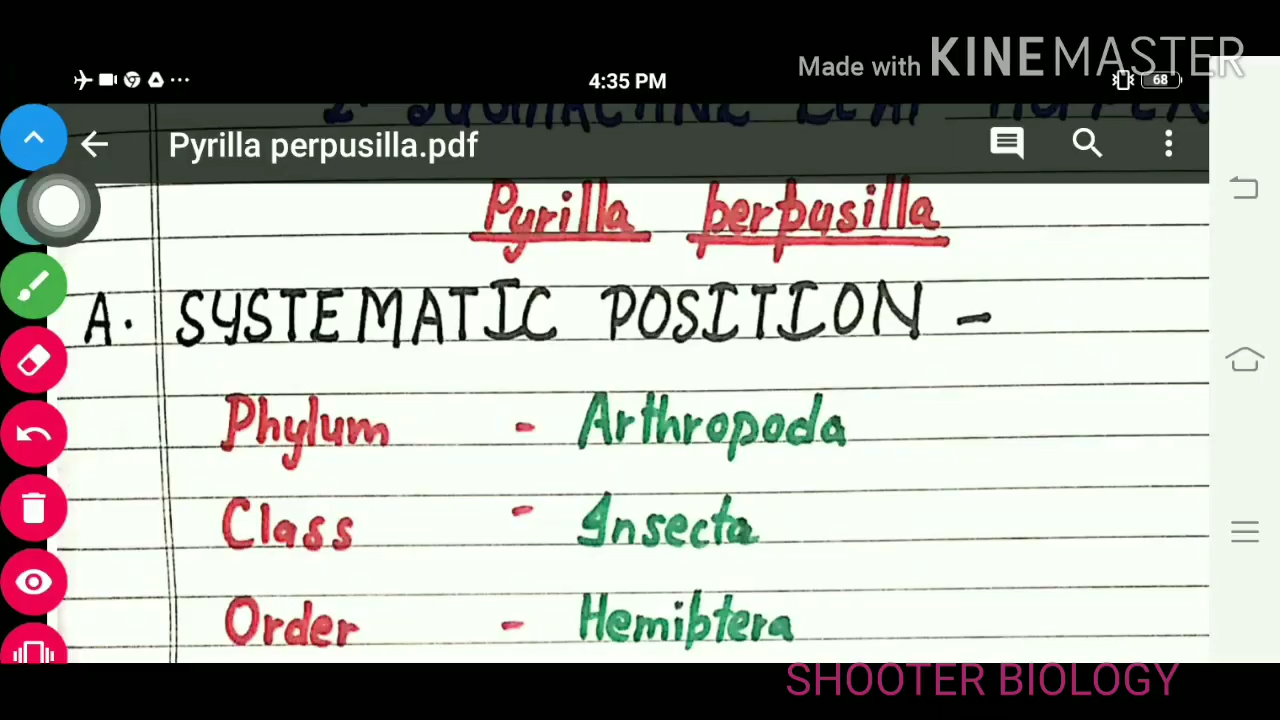 Made with KINEMASTER
4:35 PM
68
Pyrilla perpusilla.pdf
Pyrilla perpusilla
A. SYSTEMATIC POSITION -
Phylum - Arthropoda
Class - Insecta
Order - Hemiptera
SHOOTER BIOLOGY